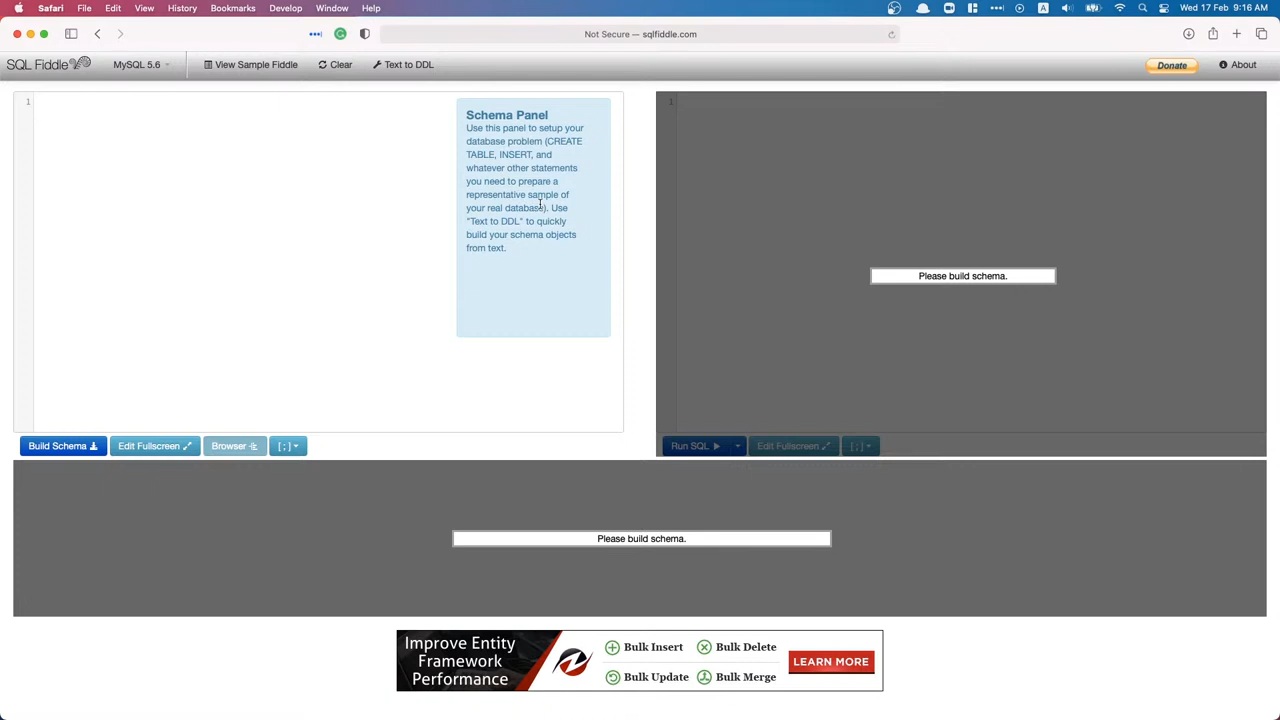 Safari File Edit View History Bookmarks Develop Window Help
A Wed 17 Feb 9:16 AM
Not Secure — sqlfiddle.com
SQL Fiddle MySQL 5.6 View Sample Fiddle Clear Text to DDL Donate About
1
Schema Panel
Use this panel to setup your
database problem (CREATE
TABLE, INSERT, and
whatever other statements
you need to prepare a
representative sample of
your real database). Use
"Text to DDL" to quickly
build your schema objects
from text.
1
Please build schema.
Build Schema Edit Fullscreen Browser [ ; ]
Run SQL Edit Fullscreen [ ; ]
Please build schema.
Improve Entity
Framework
Performance
Bulk Insert Bulk Delete
Bulk Update Bulk Merge
LEARN MORE